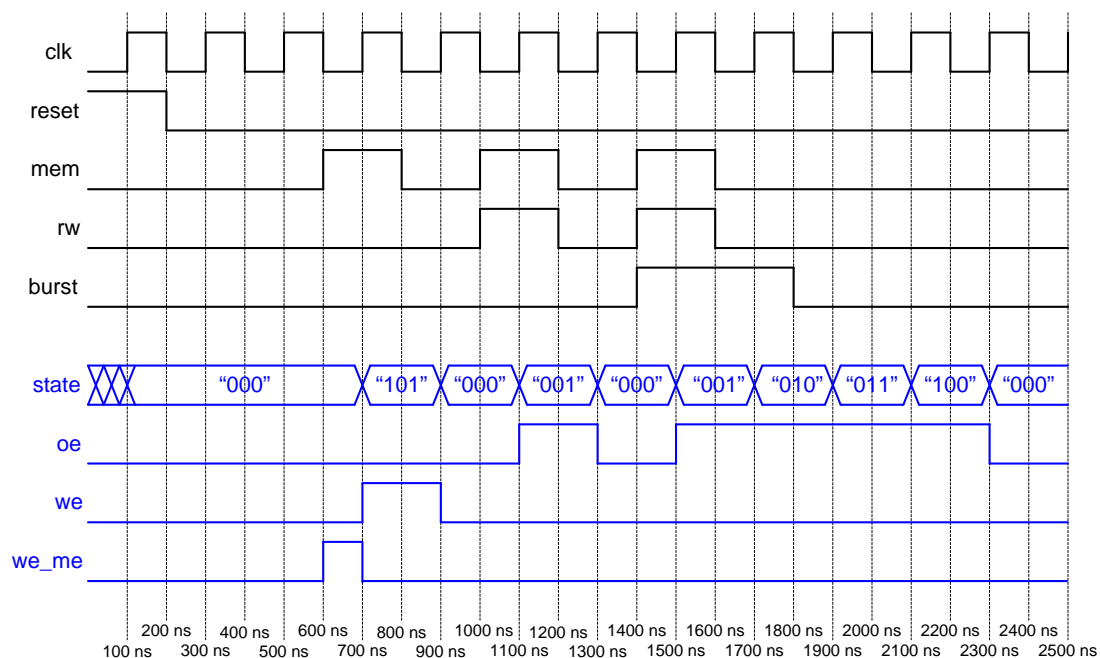 clk
reset
mem
rw
burst
state “000” “101” “000” “001” “000” “001” “010” “011” “100” “000”
oe
we
we_me
200 ns 400 ns 600 ns 800 ns 1000 ns 1200 ns 1400 ns 1600 ns 1800 ns 2000 ns 2200 ns 2400 ns
100 ns 300 ns 500 ns 700 ns 900 ns 1100 ns 1300 ns 1500 ns 1700 ns 1900 ns 2100 ns 2300 ns 2500 ns